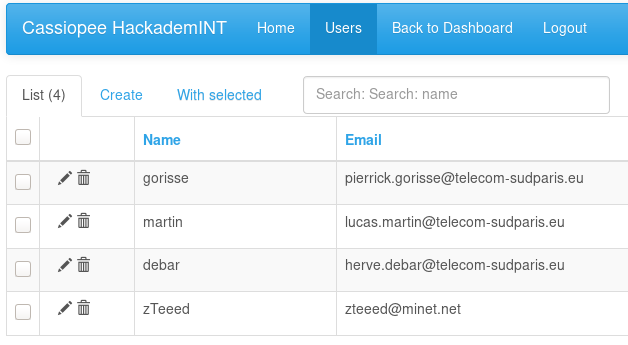 Cassiopee HackademINT Home Users Back to Dashboard Logout
List (4) Create With selected Search: Search: name
Name Email
gorisse pierrick.gorisse@telecom-sudparis.eu
martin lucas.martin@telecom-sudparis.eu
debar herve.debar@telecom-sudparis.eu
zTeeed zteeed@minet.net